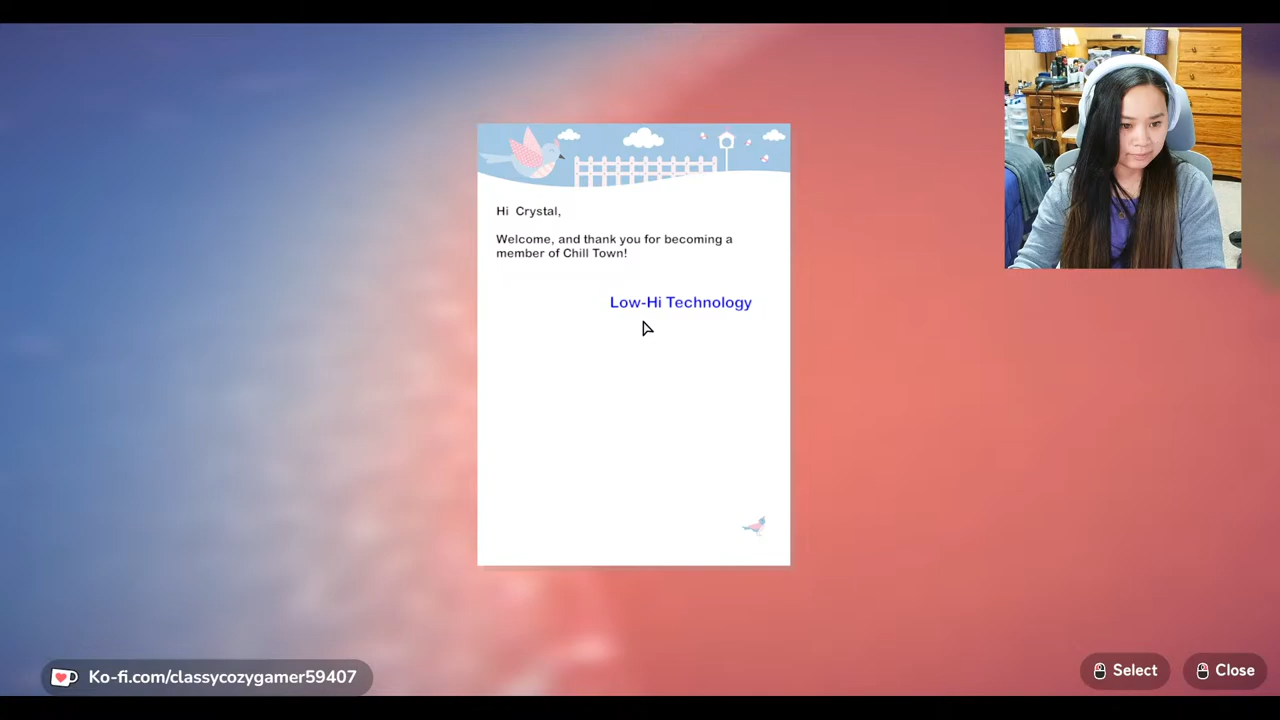 Hi Crystal,
Welcome, and thank you for becoming a
member of Chill Town!
Low-Hi Technology
Ko-fi.com/classycozygamer59407
Select
Close